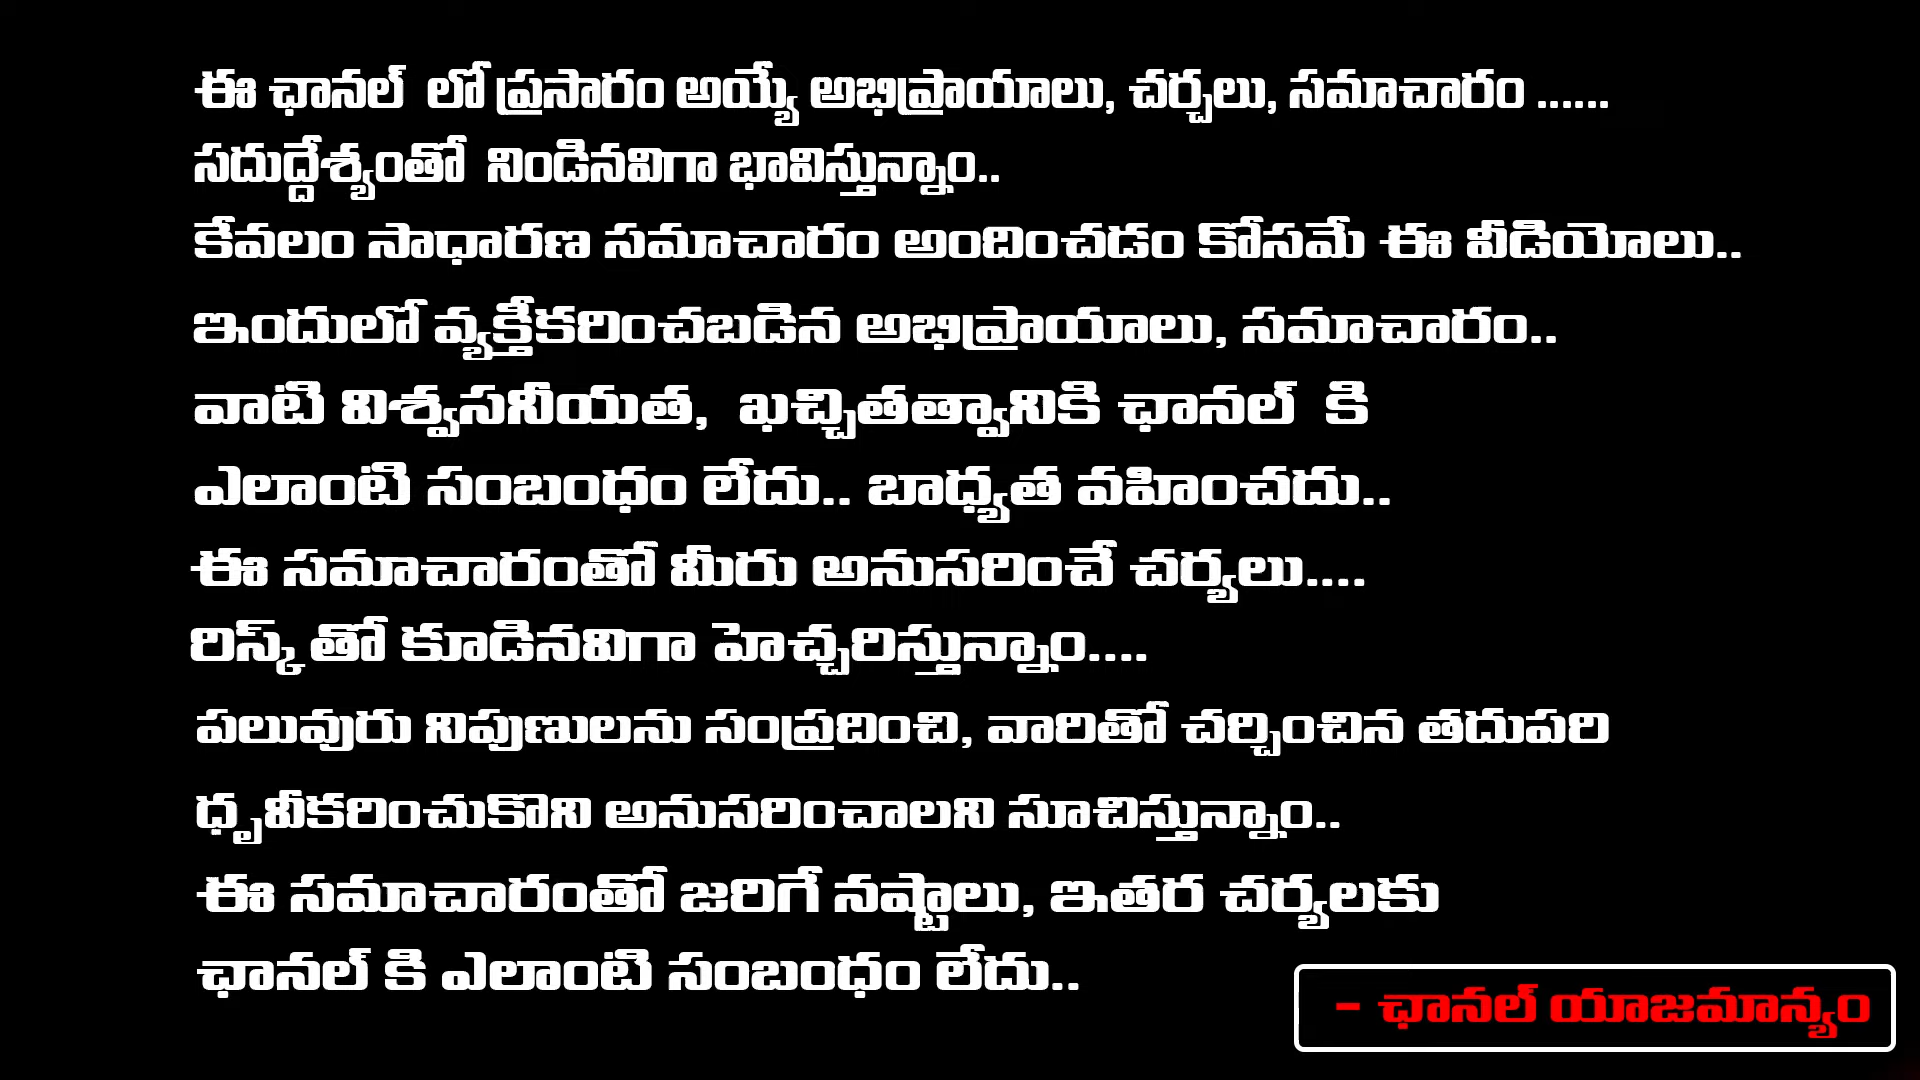 ఈ ఛానల్ లో ప్రసారం అయ్యే అభిప్రాయాలు, చర్చలు, సమాచారం ......
సదుద్దేశ్యంతో నిండినవిగా భావిస్తున్నాం..
కేవలం సాధారణ సమాచారం అందించడం కోసమే ఈ వీడియోలు..
ఇందులో వ్యక్తీకరించబడిన అభిప్రాయాలు, సమాచారం..
వాటి విశ్వసనీయత, ఖచ్చితత్వానికి ఛానల్ కి
ఎలాంటి సంబంధం లేదు.. బాధ్యత వహించదు..
ఈ సమాచారంతో మీరు అనుసరించే చర్యలు....
రిస్క్ తో కూడినవిగా హెచ్చరిస్తున్నాం....
పలువురు నిపుణులను సంప్రదించి, వారితో చర్చించిన తదుపరి
ధృవీకరించుకొని అనుసరించాలని సూచిస్తున్నాం..
ఈ సమాచారంతో జరిగే నష్టాలు, ఇతర చర్యలకు
ఛానల్ కి ఎలాంటి సంబంధం లేదు..
- ఛానల్ యాజమాన్యం